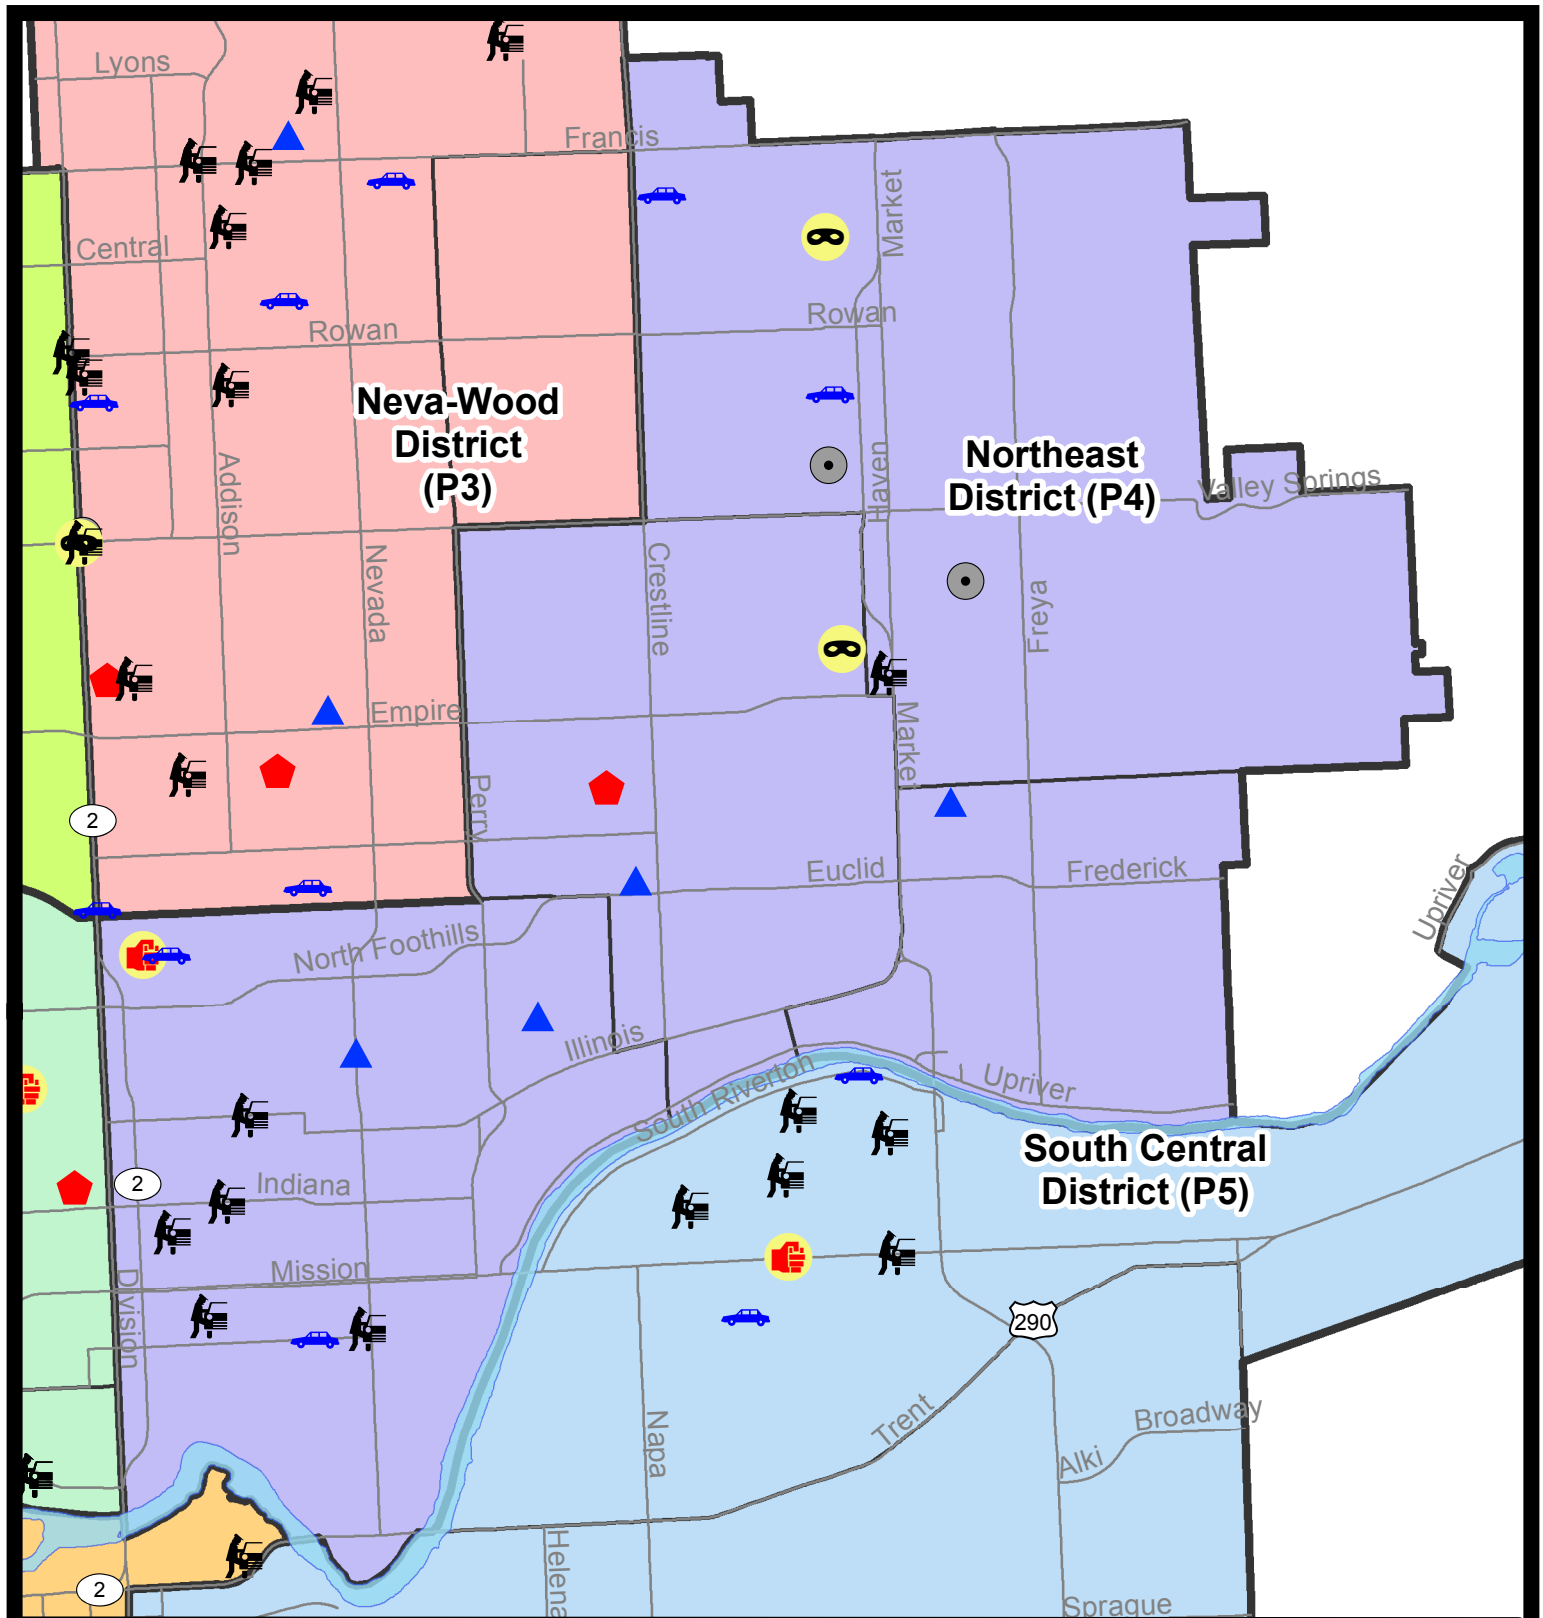 Lyons
Francis
Market
Central
Rowan
Rowan
Neva-Wood
District
(P3)
Northeast
District (P4)
Addison
Haven
Valley Springs
Nevada
Crestline
Freya
Empire
Market
Perry
2
Euclid
Frederick
Upriver
North Foothills
Illinois
Upriver
South Riverton
South Central
District (P5)
2
Indiana
Mission
Division
290
Trent
Napa
Broadway
Alki
Helena
2
Sprague